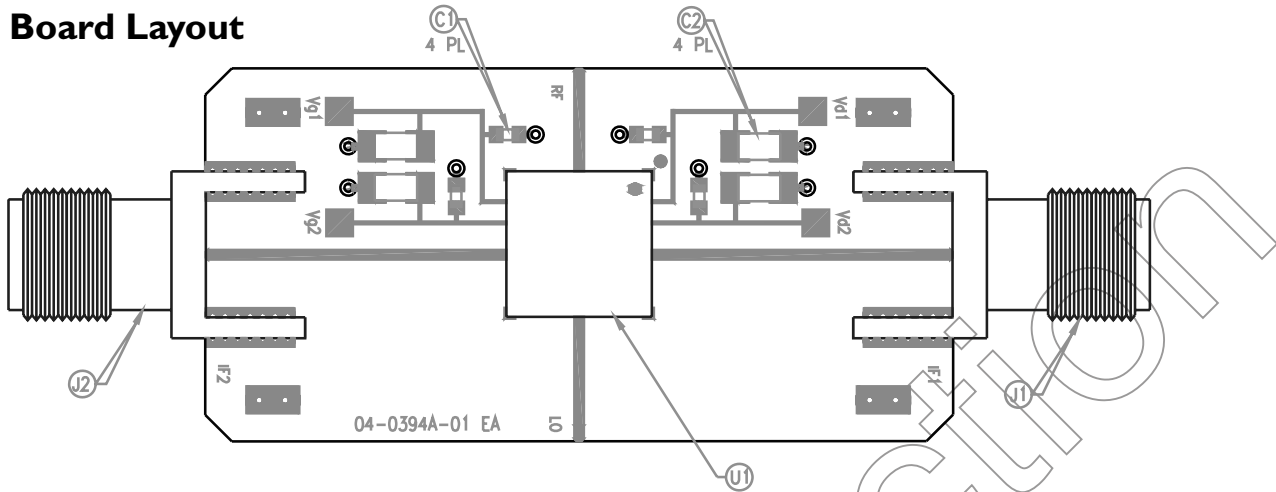 Board Layout
C1
4 PL
C2
4 PL
RF
Vg1
Vd1
Vg2
Vd2
J2
IF2
IF1
J1
04-0394A-01 EA
LO
U1